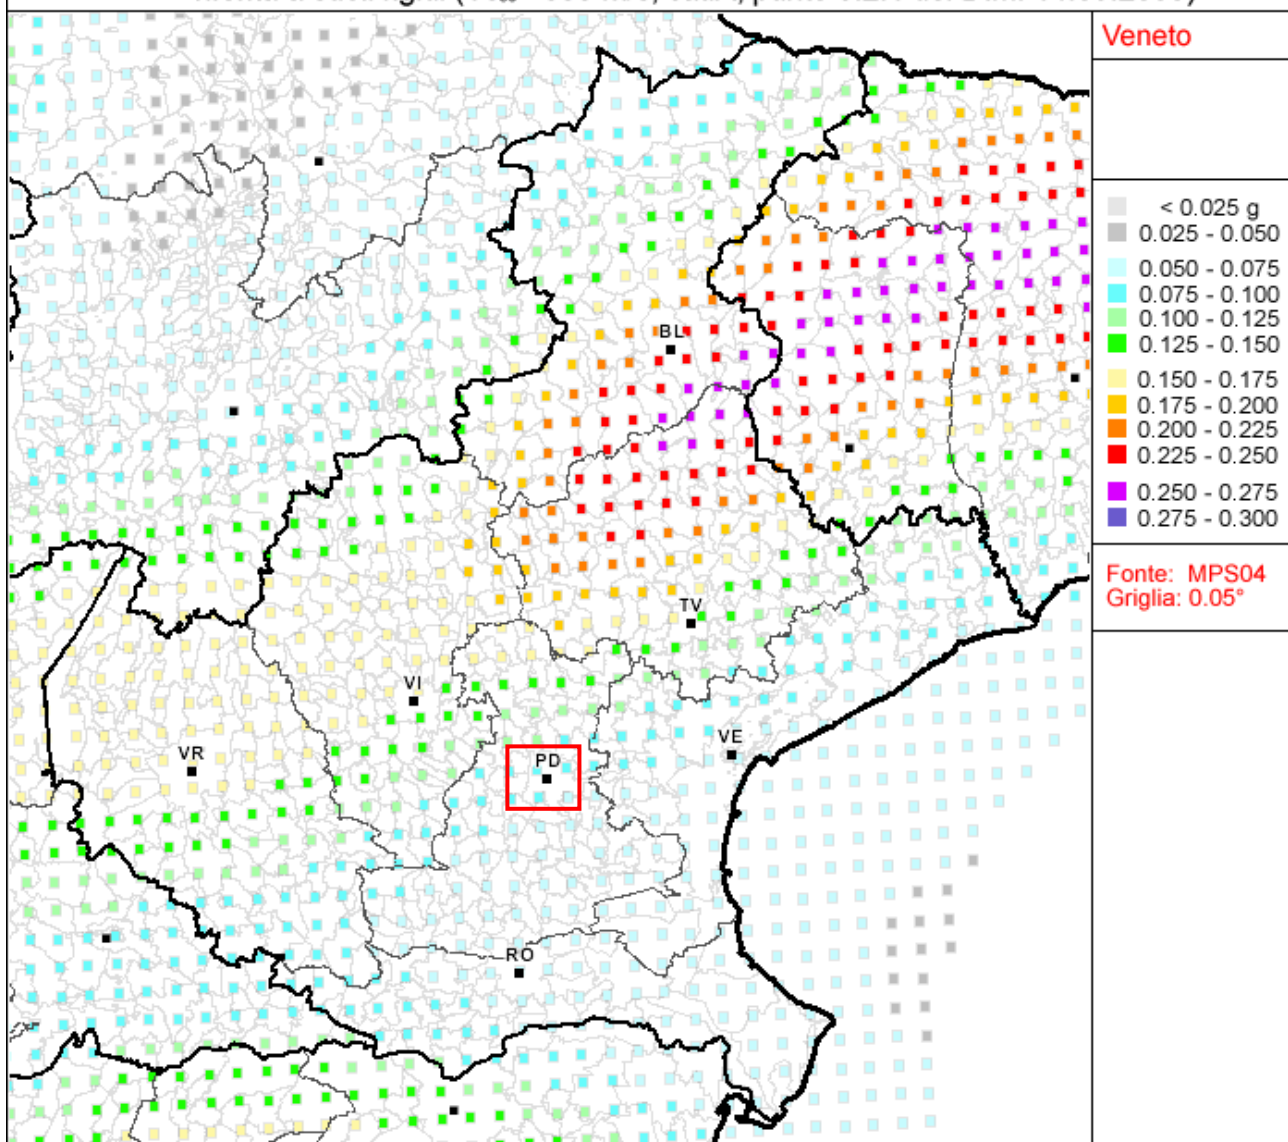 Veneto
< 0.025 g
0.025 - 0.050
0.050 - 0.075
0.075 - 0.100
0.100 - 0.125
0.125 - 0.150
0.150 - 0.175
0.175 - 0.200
0.200 - 0.225
0.225 - 0.250
0.250 - 0.275
0.275 - 0.300
Fonte: MPS04
Griglia: 0.05°
BL
TV
VI
VR
PD
VE
RO